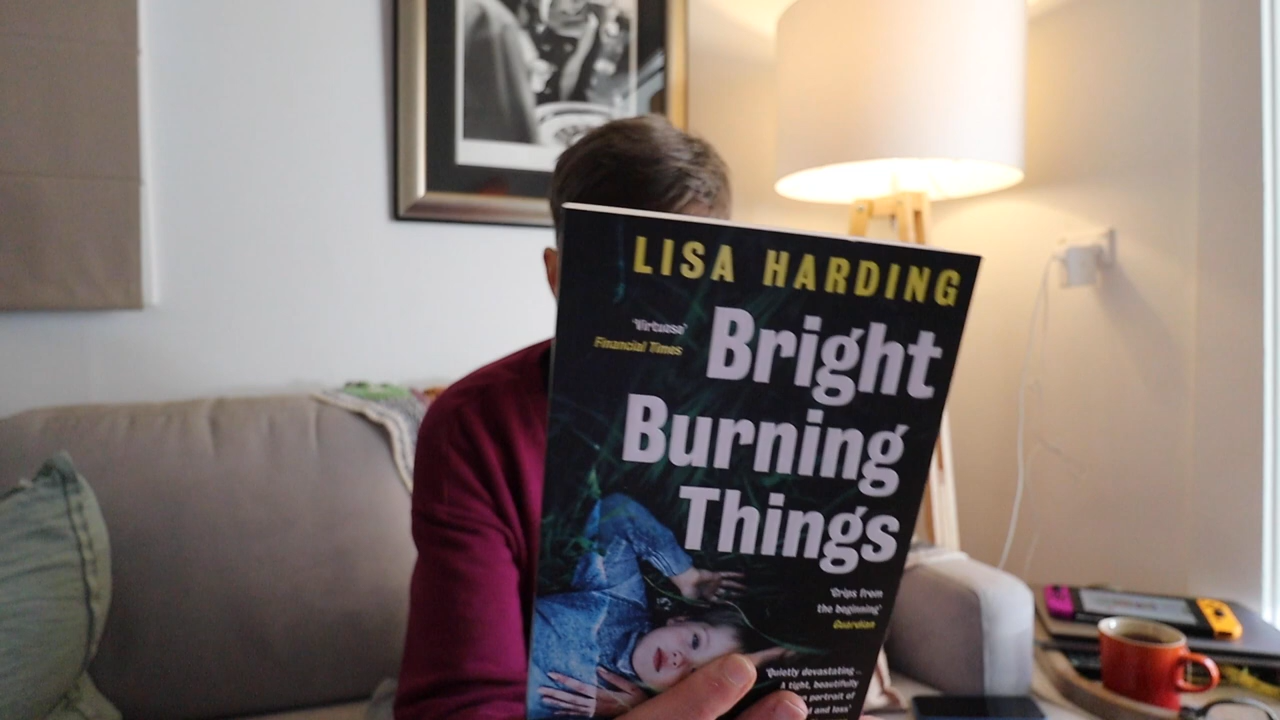 LISA HARDING
'Virtuosa'
Financial Times
Bright
Burning
Things
'Grips from
the beginning'
Guardian
'Quietly devastating...
A tight, beautifully
portrait of
and loss'